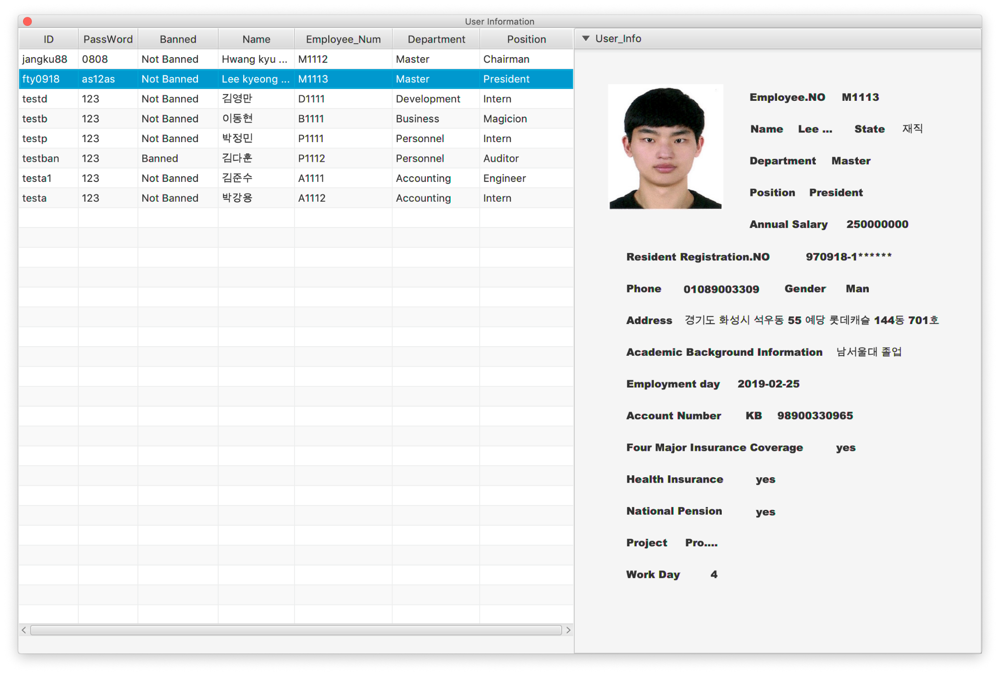 User Information
ID PassWord Banned Name Employee_Num Department Position
jangku88 0808 Not Banned Hwang kyu ... M1112 Master Chairman
fty0918 as12as Not Banned Lee kyeong ... M1113 Master President
testd 123 Not Banned 김영만 D1111 Development Intern
testb 123 Not Banned 이동현 B1111 Business Magicion
testp 123 Not Banned 박정민 P1111 Personnel Intern
testban 123 Banned 김다훈 P1112 Personnel Auditor
testa1 123 Not Banned 김준수 A1111 Accounting Engineer
testa 123 Not Banned 박강용 A1112 Accounting Intern
User_Info
Employee.NO M1113
Name Lee ... State 재직
Department Master
Position President
Annual Salary 250000000
Resident Registration.NO 970918-1******
Phone 01089003309 Gender Man
Address 경기도 화성시 석우동 55 예당 롯데캐슬 144동 701호
Academic Background Information 남서울대 졸업
Employment day 2019-02-25
Account Number KB 98900330965
Four Major Insurance Coverage yes
Health Insurance yes
National Pension yes
Project Pro....
Work Day 4